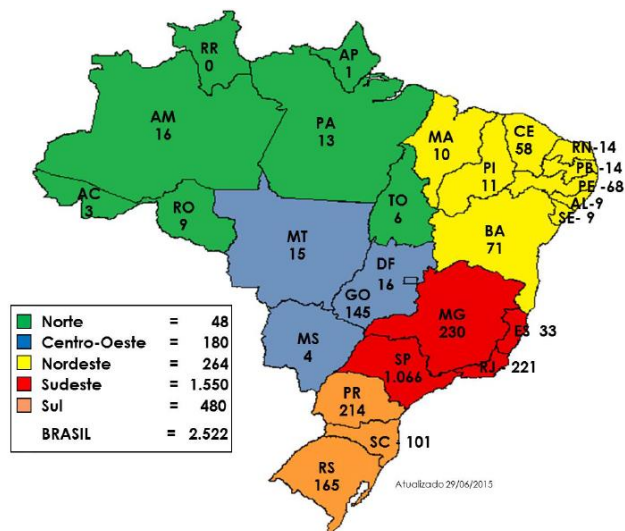 RR
0
AP
1
AM
16
PA
13
MA
10
CE
58
RN-14
PB-14
PE-68
AL-9
SE- 9
PI
11
AC
3
RO
9
TO
6
BA
71
MT
15
DF
16
GO
145
MG
230
ES 33
MS
4
SP
1.066
RJ - 221
PR
214
SC - 101
RS
165
Norte = 48
Centro-Oeste = 180
Nordeste = 264
Sudeste = 1.550
Sul = 480
BRASIL = 2.522
Atualizado 29/06/2015